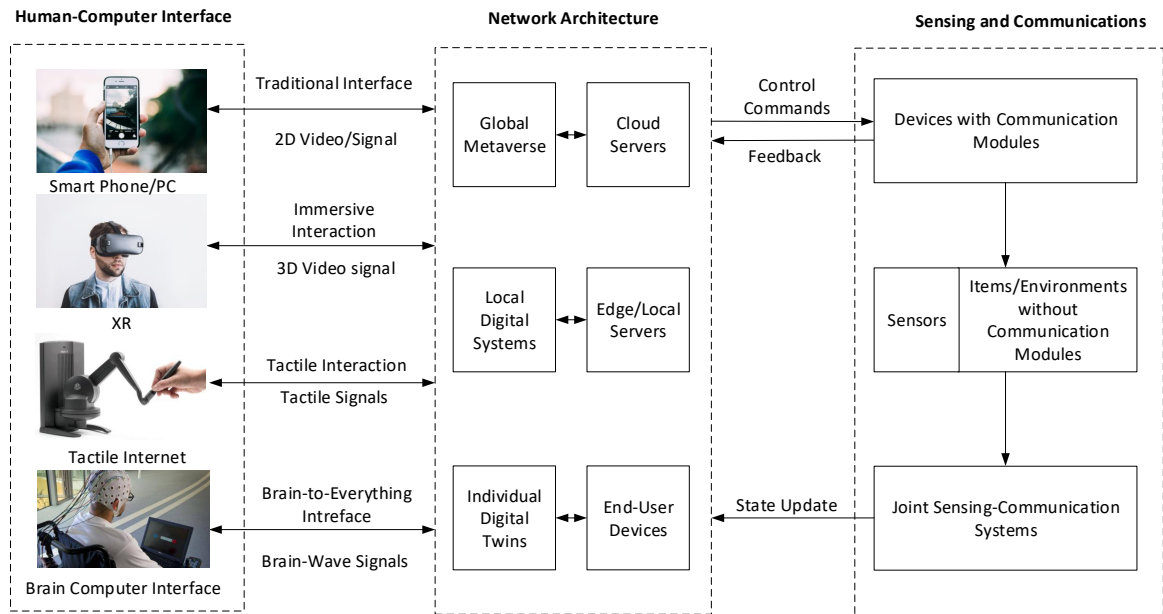 Human-Computer Interface
Smart Phone/PC
XR
Tactile Internet
Brain Computer Interface
Traditional Interface
2D Video/Signal
Immersive
Interaction
3D Video signal
Tactile Interaction
Tactile Signals
Brain-to-Everything
Intreface
Brain-Wave Signals
Network Architecture
Global
Metaverse
Cloud
Servers
Local
Digital
Systems
Edge/Local
Servers
Individual
Digital
Twins
End-User
Devices
Control
Commands
Feedback
State Update
Sensing and Communications
Devices with Communication
Modules
Sensors
Items/Environments
without
Communication
Modules
Joint Sensing-Communication
Systems